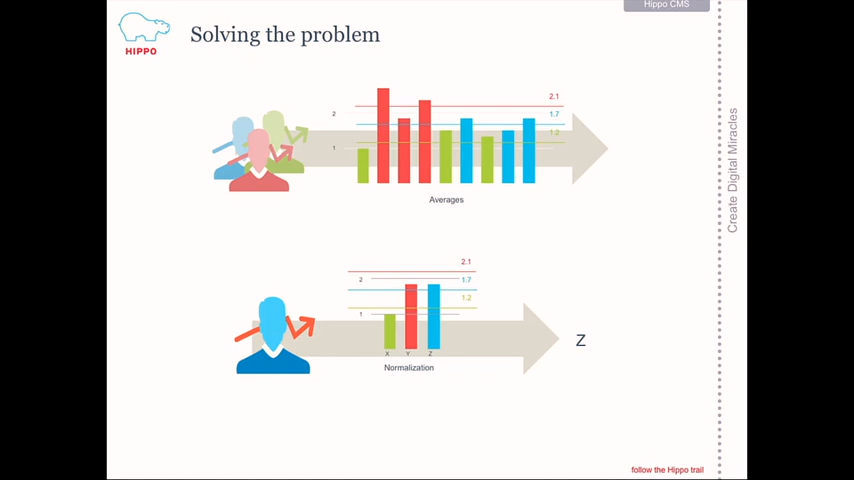 Hippo CMS
HIPPO
Solving the problem
2.1
2
1.7
1.2
1
Averages
2.1
2
1.7
1.2
1
X Y Z
Z
Normalization
Create Digital Miracles
follow the Hippo trail